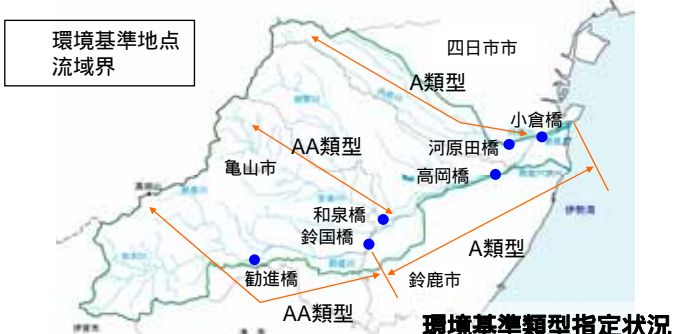 環境基準地点
流域界
四日市市
A類型
小倉橋
河原田橋
AA類型
亀山市
高岡橋
和泉橋
鈴国橋
伊勢湾
A類型
勧進橋
鈴鹿市
AA類型
環境基準類型指定状況